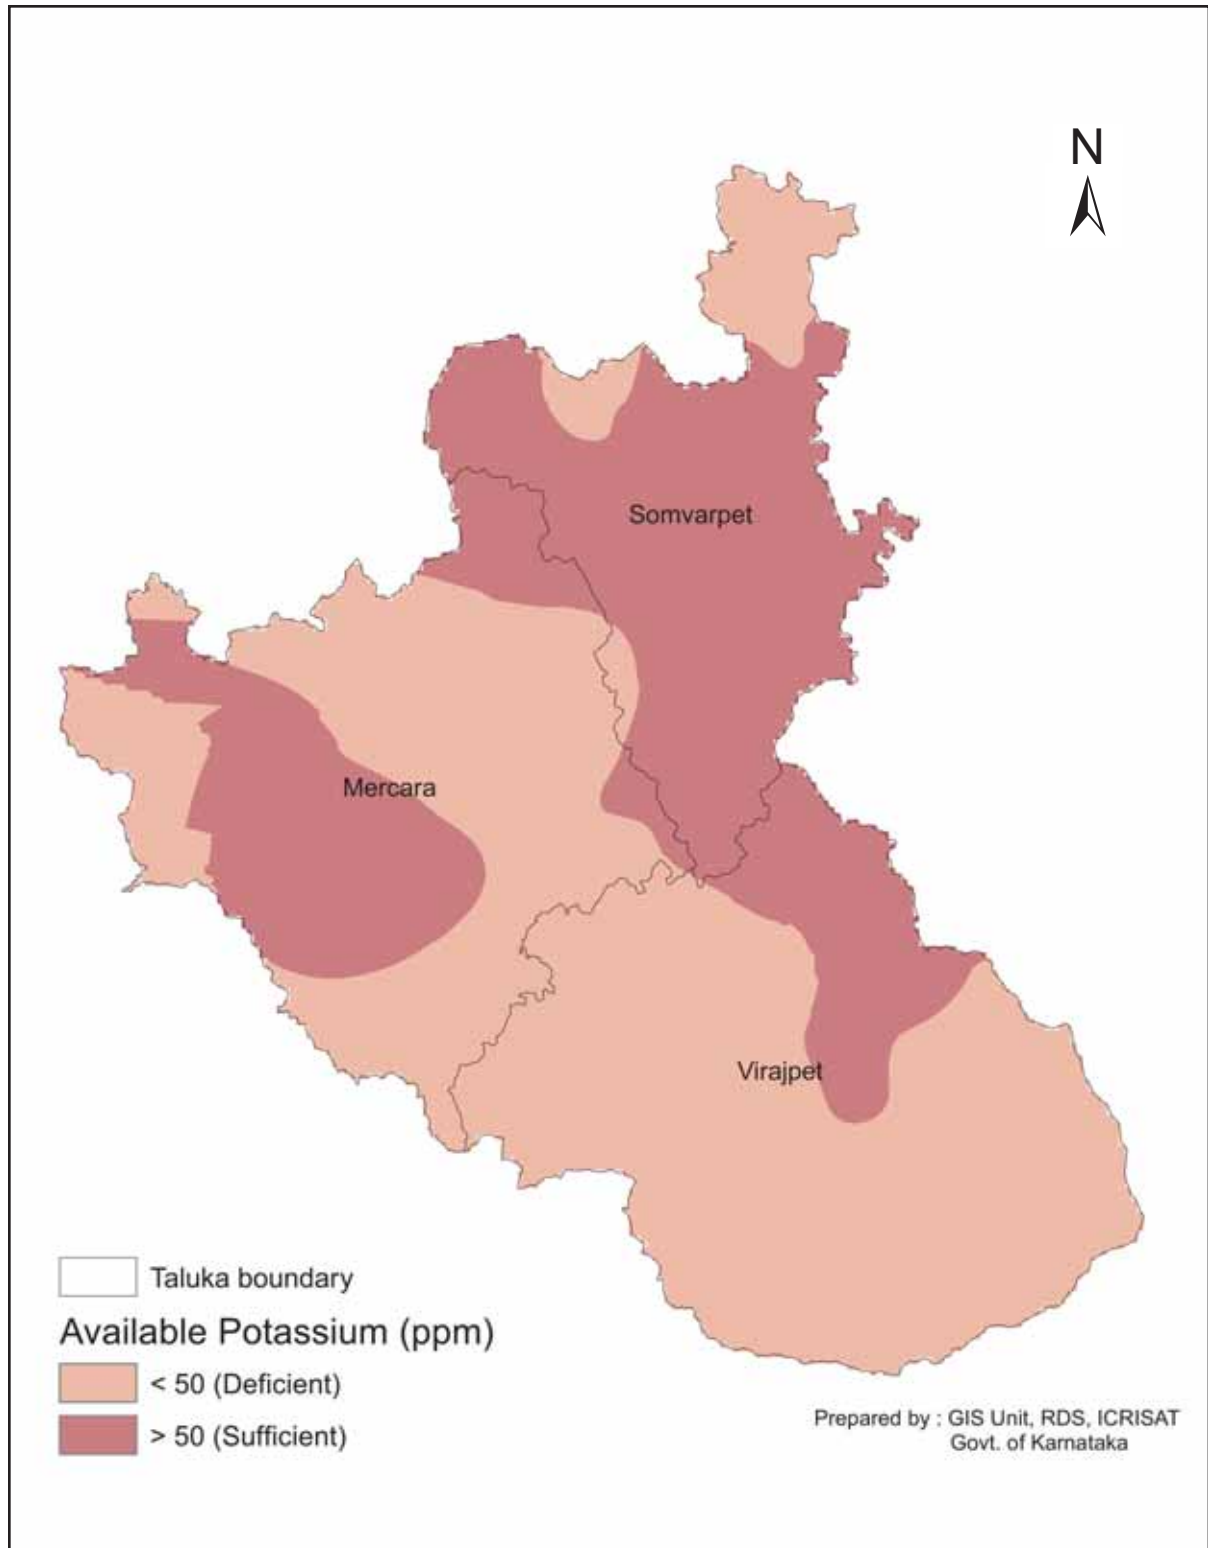 N
Somvarpet
Mercara
Virajpet
Taluka boundary
Available Potassium (ppm)
< 50 (Deficient)
> 50 (Sufficient)
Prepared by : GIS Unit, RDS, ICRISAT
Govt. of Karnataka